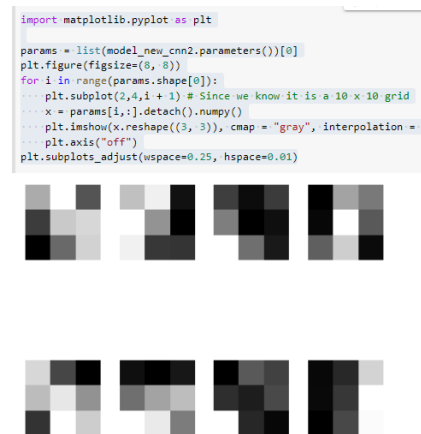 import matplotlib.pyplot as plt
params = list(model_new_cnn2.parameters())[0]
plt.figure(figsize=(8, 8))
for i in range(params.shape[0]):
    plt.subplot(2,4,i + 1) # Since we know it is a 10 x 10 grid
    x = params[i,:].detach().numpy()
    plt.imshow(x.reshape((3, 3)), cmap = "gray", interpolation =
    plt.axis("off")
plt.subplots_adjust(wspace=0.25, hspace=0.01)